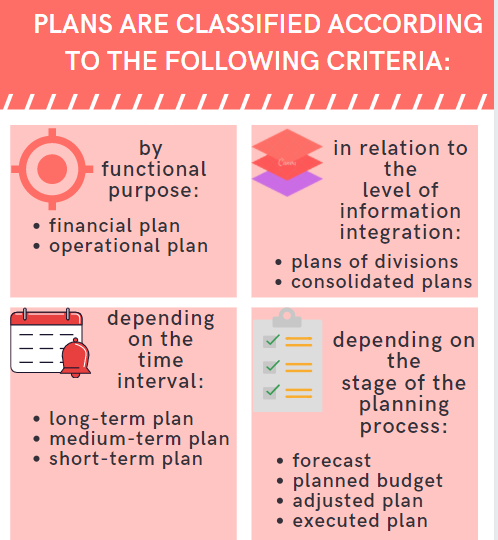 PLANS ARE CLASSIFIED ACCORDING
TO THE FOLLOWING CRITERIA:
by
functional
purpose:
• financial plan
• operational plan
Canva
in relation to
the
level of
information
integration:
• plans of divisions
• consolidated plans
depending
on the
time
interval:
• long-term plan
• medium-term plan
• short-term plan
depending on
the
stage of the
planning
process:
• forecast
• planned budget
• adjusted plan
• executed plan